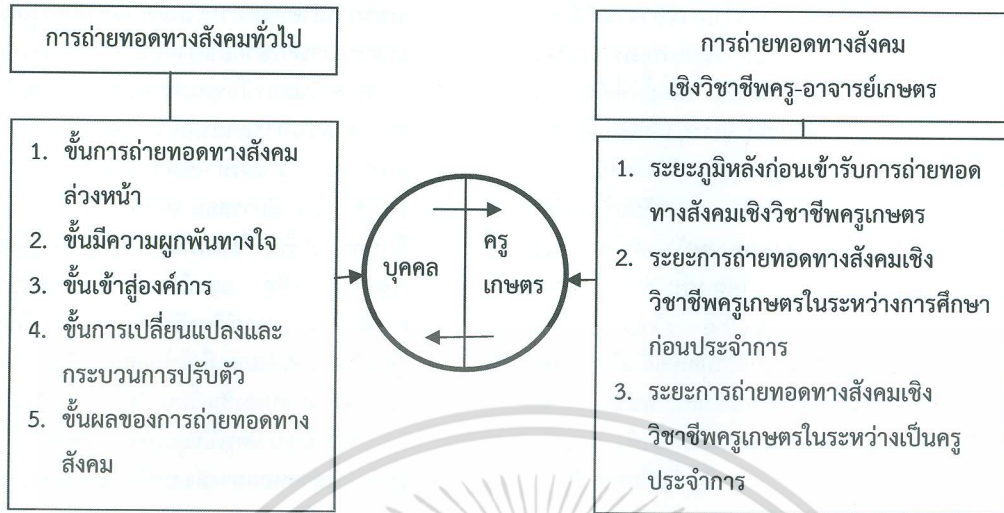 การถ่ายทอดทางสังคมทั่วไป
1. ขั้นการถ่ายทอดทางสังคม
ล่วงหน้า
2. ขั้นมีความผูกพันทางใจ
3. ขั้นเข้าสู่องค์การ
4. ขั้นการเปลี่ยนแปลงและ
กระบวนการปรับตัว
5. ขั้นผลของการถ่ายทอดทาง
สังคม
บุคคล
ครู
เกษตร
การถ่ายทอดทางสังคม
เชิงวิชาชีพครู-อาจารย์เกษตร
1. ระยะภูมิหลังก่อนเข้ารับการถ่ายทอด
ทางสังคมเชิงวิชาชีพครูเกษตร
2. ระยะการถ่ายทอดทางสังคมเชิง
วิชาชีพครูเกษตรในระหว่างการศึกษา
ก่อนประจำการ
3. ระยะการถ่ายทอดทางสังคมเชิง
วิชาชีพครูเกษตรในระหว่างเป็นครู
ประจำการ